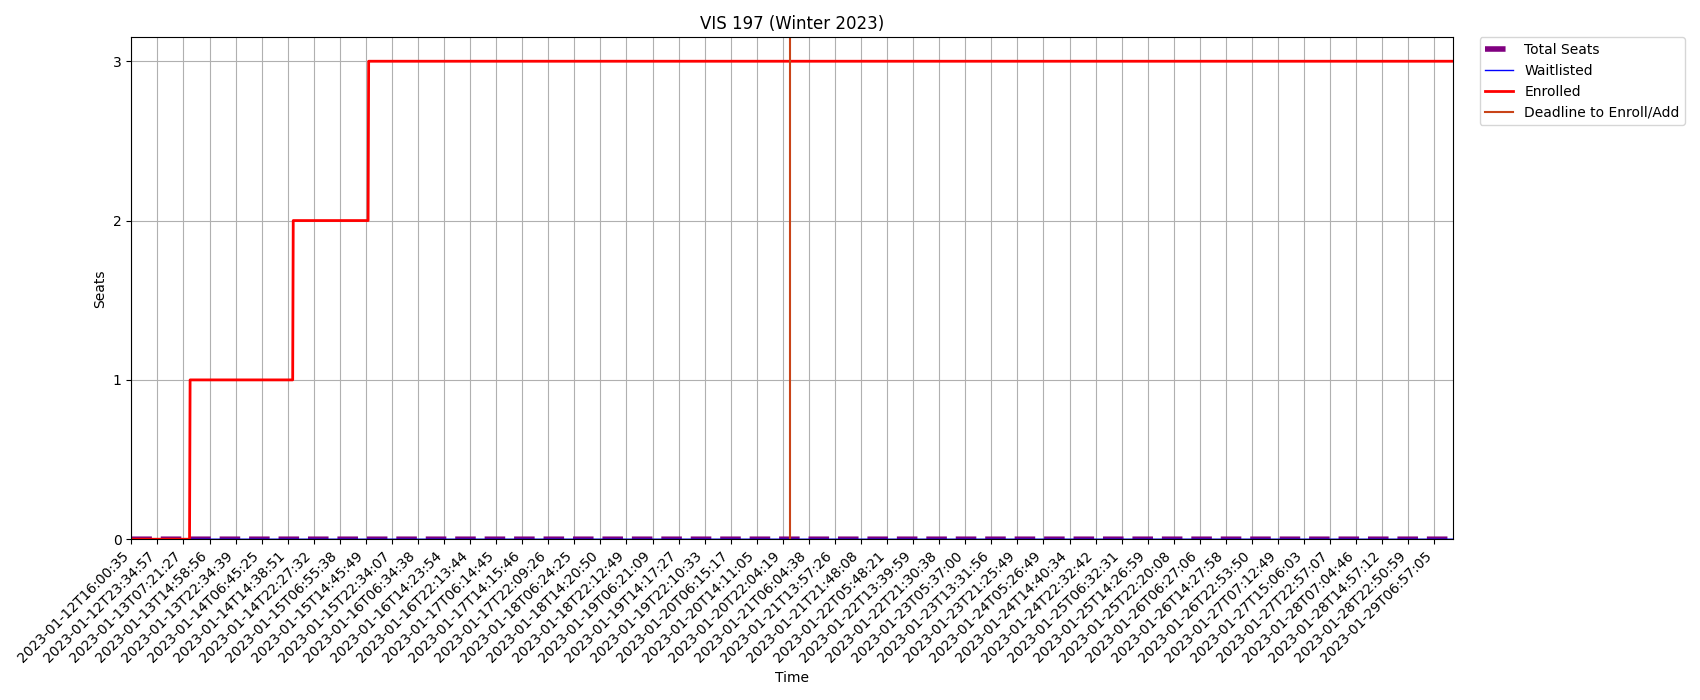 VIS 197 (Winter 2023)
Total Seats
Waitlisted
Enrolled
Deadline to Enroll/Add
Seats
3
2
1
0
2023-01-12T16:00:35
2023-01-12T23:34:57
2023-01-13T07:21:27
2023-01-13T14:58:56
2023-01-13T22:34:39
2023-01-14T06:45:25
2023-01-14T14:38:51
2023-01-14T22:27:32
2023-01-15T06:55:38
2023-01-15T14:45:49
2023-01-15T22:34:07
2023-01-16T06:34:38
2023-01-16T14:23:54
2023-01-16T22:13:44
2023-01-17T06:14:45
2023-01-17T14:15:46
2023-01-17T22:09:26
2023-01-18T06:24:25
2023-01-18T14:20:50
2023-01-18T22:12:49
2023-01-19T06:21:09
2023-01-19T14:17:27
2023-01-19T22:10:33
2023-01-20T06:15:17
2023-01-20T14:11:05
2023-01-20T22:04:19
2023-01-21T06:04:38
2023-01-21T13:57:26
2023-01-21T21:48:08
2023-01-22T05:48:21
2023-01-22T13:39:59
2023-01-22T21:30:38
2023-01-23T05:37:00
2023-01-23T13:31:56
2023-01-23T21:25:49
2023-01-24T05:26:49
2023-01-24T14:40:34
2023-01-24T22:32:42
2023-01-25T06:32:31
2023-01-25T14:26:59
2023-01-25T22:20:08
2023-01-26T06:27:06
2023-01-26T14:27:58
2023-01-26T22:53:50
2023-01-27T07:12:49
2023-01-27T15:06:03
2023-01-27T22:57:07
2023-01-28T07:04:46
2023-01-28T14:57:12
2023-01-28T22:50:59
2023-01-29T06:57:05
Time